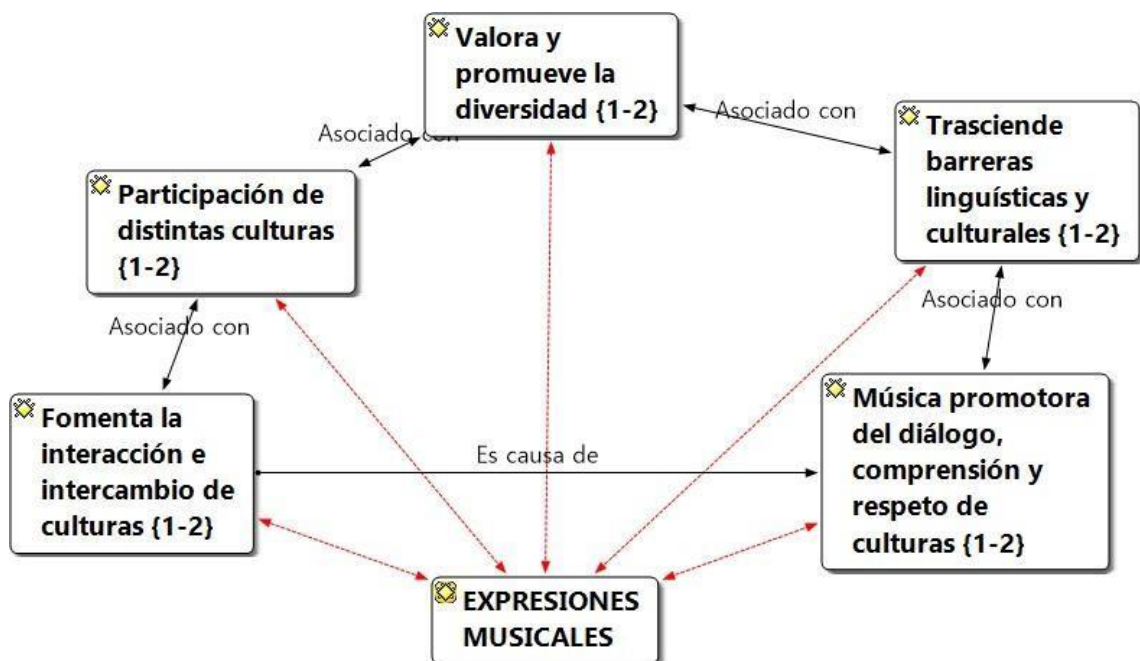 Valora y
promueve la
diversidad {1-2}
Asociado con
Asociado con
Trasciende
barreras
linguísticas y
culturales {1-2}
Participación de
distintas culturas
{1-2}
Asociado con
Asociado con
Fomenta la
interacción e
intercambio de
culturas {1-2}
Es causa de
Música promotora
del diálogo,
comprensión y
respeto de
culturas {1-2}
EXPRESIONES
MUSICALES